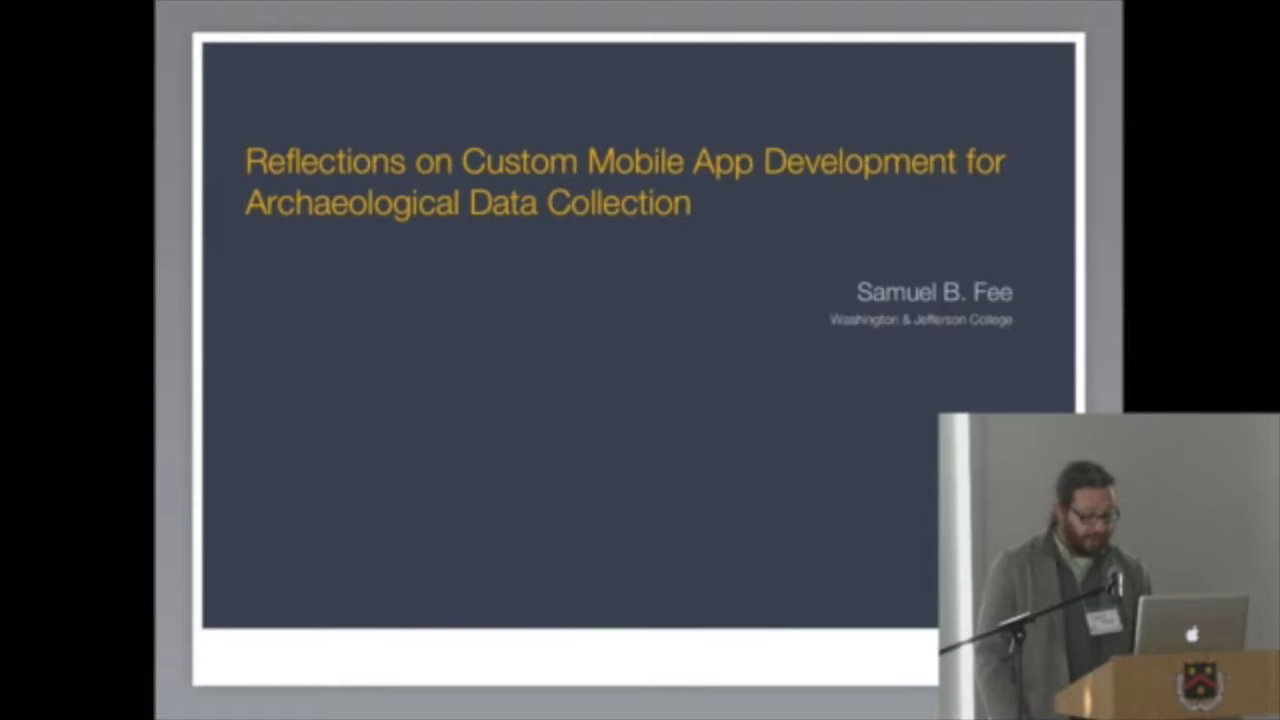 Reflections on Custom Mobile App Development for
Archaeological Data Collection
Samuel B. Fee
Washington & Jefferson College